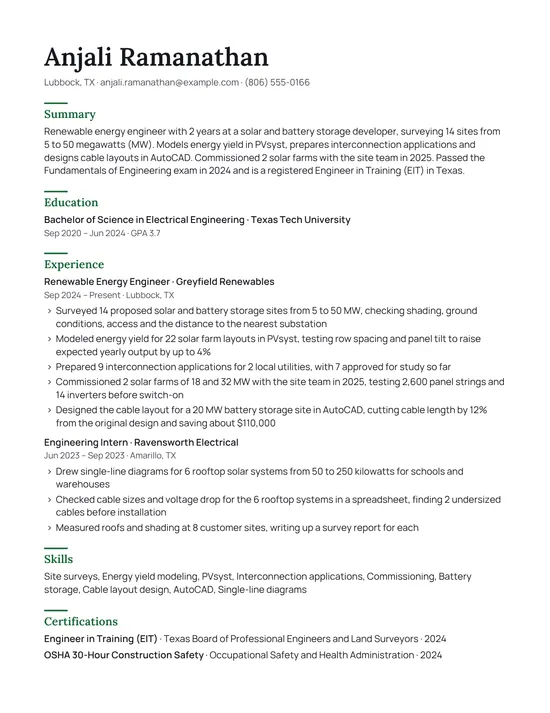 Anjali Ramanathan
Lubbock, TX · anjali.ramanathan@example.com · (806) 555-0166
Summary
Renewable energy engineer with 2 years at a solar and battery storage developer, surveying 14 sites from
5 to 50 megawatts (MW). Models energy yield in PVsyst, prepares interconnection applications and
designs cable layouts in AutoCAD. Commissioned 2 solar farms with the site team in 2025. Passed the
Fundamentals of Engineering exam in 2024 and is a registered Engineer in Training (EIT) in Texas.
Education
Bachelor of Science in Electrical Engineering · Texas Tech University
Sep 2020 – Jun 2024 · GPA 3.7
Experience
Renewable Energy Engineer · Greyfield Renewables
Sep 2024 – Present · Lubbock, TX
› Surveyed 14 proposed solar and battery storage sites from 5 to 50 MW, checking shading, ground
conditions, access and the distance to the nearest substation
› Modeled energy yield for 22 solar farm layouts in PVsyst, testing row spacing and panel tilt to raise
expected yearly output by up to 4%
› Prepared 9 interconnection applications for 2 local utilities, with 7 approved for study so far
› Commissioned 2 solar farms of 18 and 32 MW with the site team in 2025, testing 2,600 panel strings and
14 inverters before switch-on
› Designed the cable layout for a 20 MW battery storage site in AutoCAD, cutting cable length by 12%
from the original design and saving about $110,000
Engineering Intern · Ravensworth Electrical
Jun 2023 – Sep 2023 · Amarillo, TX
› Drew single-line diagrams for 6 rooftop solar systems from 50 to 250 kilowatts for schools and
warehouses
› Checked cable sizes and voltage drop for the 6 rooftop systems in a spreadsheet, finding 2 undersized
cables before installation
› Measured roofs and shading at 8 customer sites, writing up a survey report for each
Skills
Site surveys, Energy yield modeling, PVsyst, Interconnection applications, Commissioning, Battery
storage, Cable layout design, AutoCAD, Single-line diagrams
Certifications
Engineer in Training (EIT) · Texas Board of Professional Engineers and Land Surveyors · 2024
OSHA 30-Hour Construction Safety · Occupational Safety and Health Administration · 2024